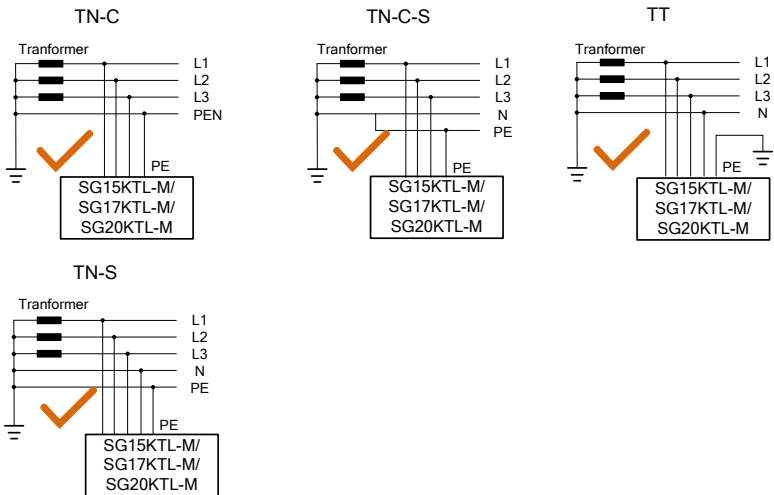 TN-C
Tranformer
L1
L2
L3
PEN
PE
SG15KTL-M/
SG17KTL-M/
SG20KTL-M
TN-C-S
Tranformer
L1
L2
L3
N
PE
PE
SG15KTL-M/
SG17KTL-M/
SG20KTL-M
TT
Tranformer
L1
L2
L3
N
PE
SG15KTL-M/
SG17KTL-M/
SG20KTL-M
TN-S
Tranformer
L1
L2
L3
N
PE
PE
SG15KTL-M/
SG17KTL-M/
SG20KTL-M